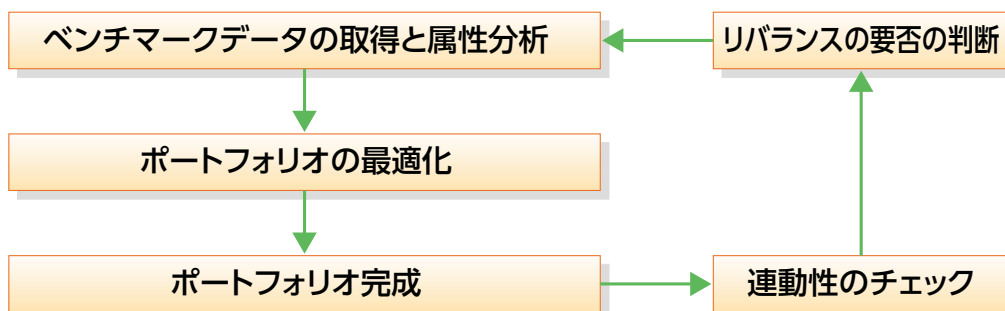 ベンチマークデータの取得と属性分析
リバランスの要否の判断
ポートフォリオの最適化
ポートフォリオ完成
連動性のチェック